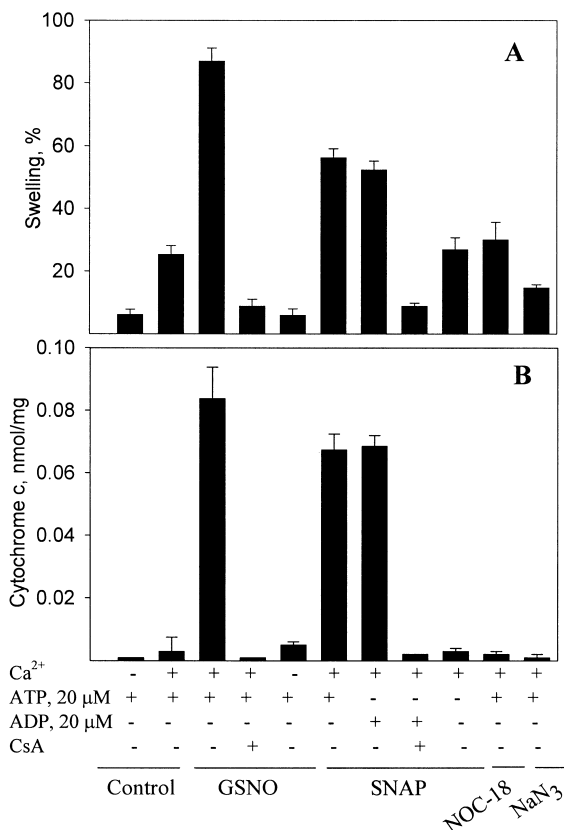 100
80
60
40
20
Swelling, %
A
0.10
0.08
0.06
0.04
0.02
Cytochrome c, nmol/mg
B
Ca²⁺ - + + + - + + + + + +
ATP, 20 μM + + + + + + - - - + +
ADP, 20 μM - - - - - - + + - - -
CsA - - - + - - - + - - -
Control GSNO SNAP NOC-18 NaN₃